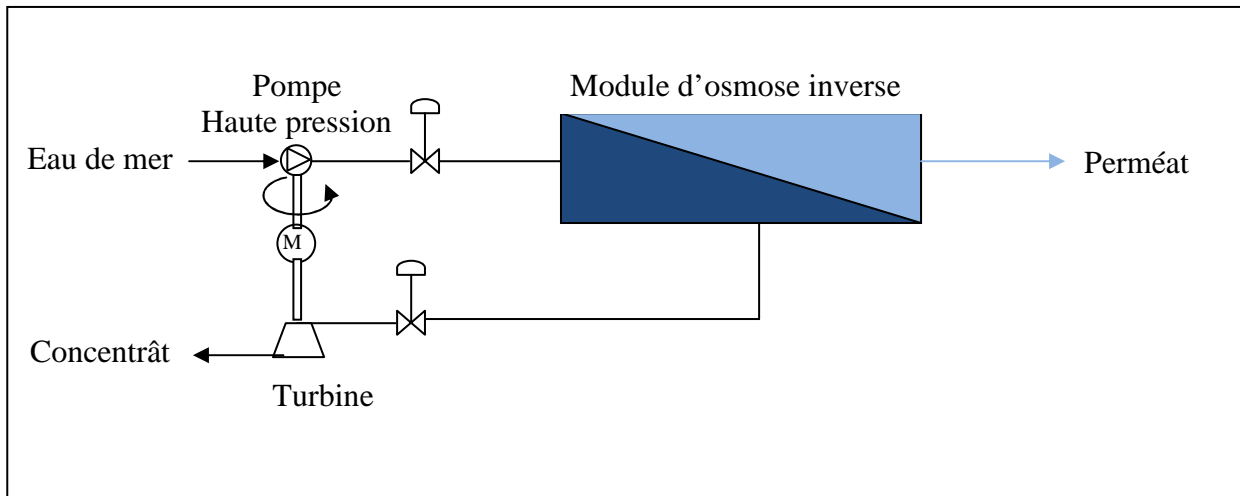 Pompe
Haute pression
Module d'osmose inverse
Eau de mer
Perméat
M
Concentrât
Turbine